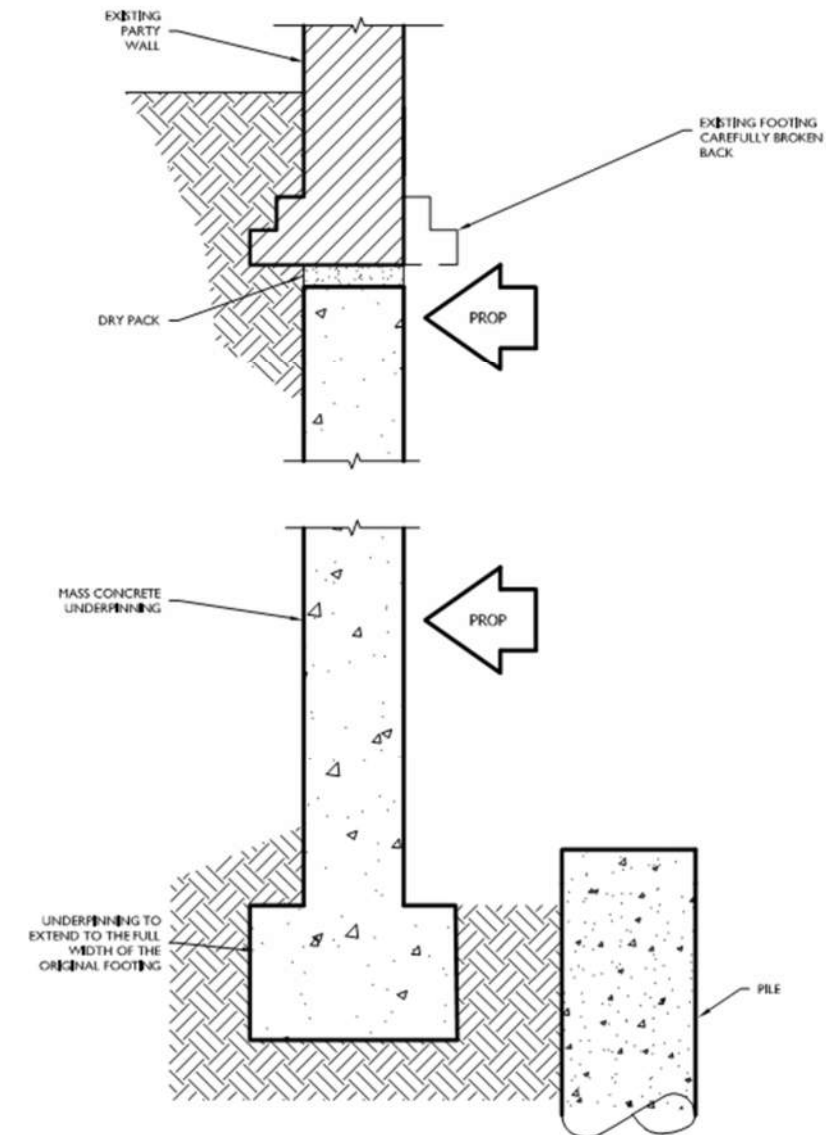 EXISTING
PARTY
WALL
EXISTING FOOTING
CAREFULLY BROKEN
BACK
DRY PACK
PROP
MASS CONCRETE
UNDERPINNING
PROP
UNDERPINNING TO
EXTEND TO THE FULL
WIDTH OF THE
ORIGINAL FOOTING
PILE